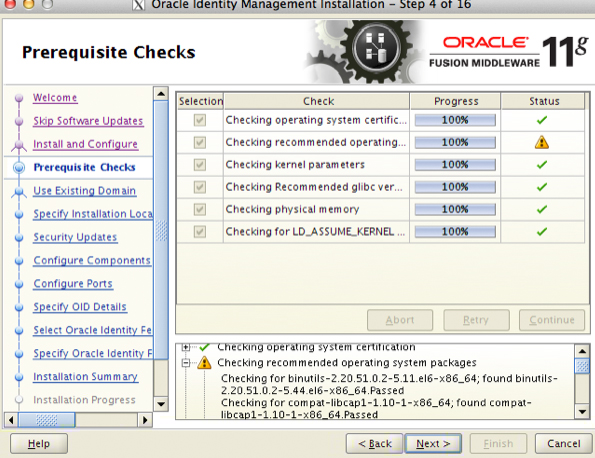 Oracle Identity Management Installation - Step 4 of 16
Prerequisite Checks
ORACLE
FUSION MIDDLEWARE
11g
Welcome
Skip Software Updates
Install and Configure
Prerequisite Checks
Use Existing Domain
Specify Installation Loca
Security Updates
Configure Components
Configure Ports
Specify OID Details
Select Oracle Identity Fe
Specify Oracle Identity F
Installation Summary
Installation Progress
Selection Check Progress Status
Checking operating system certific... 100%
Checking recommended operating... 100%
Checking kernel parameters 100%
Checking Recommended glibc ver... 100%
Checking physical memory 100%
Checking for LD_ASSUME_KERNEL ... 100%
Abort Retry Continue
Checking operating system certification
Checking recommended operating system packages
Checking for binutils-2.20.51.0.2-5.11.el6-x86_64; found binutils-
2.20.51.0.2-5.44.el6-x86_64.Passed
Checking for compat-libcap1-1.10-1-x86_64; found compat-
libcap1-1.10-1-x86_64.Passed
Help < Back Next > Finish Cancel